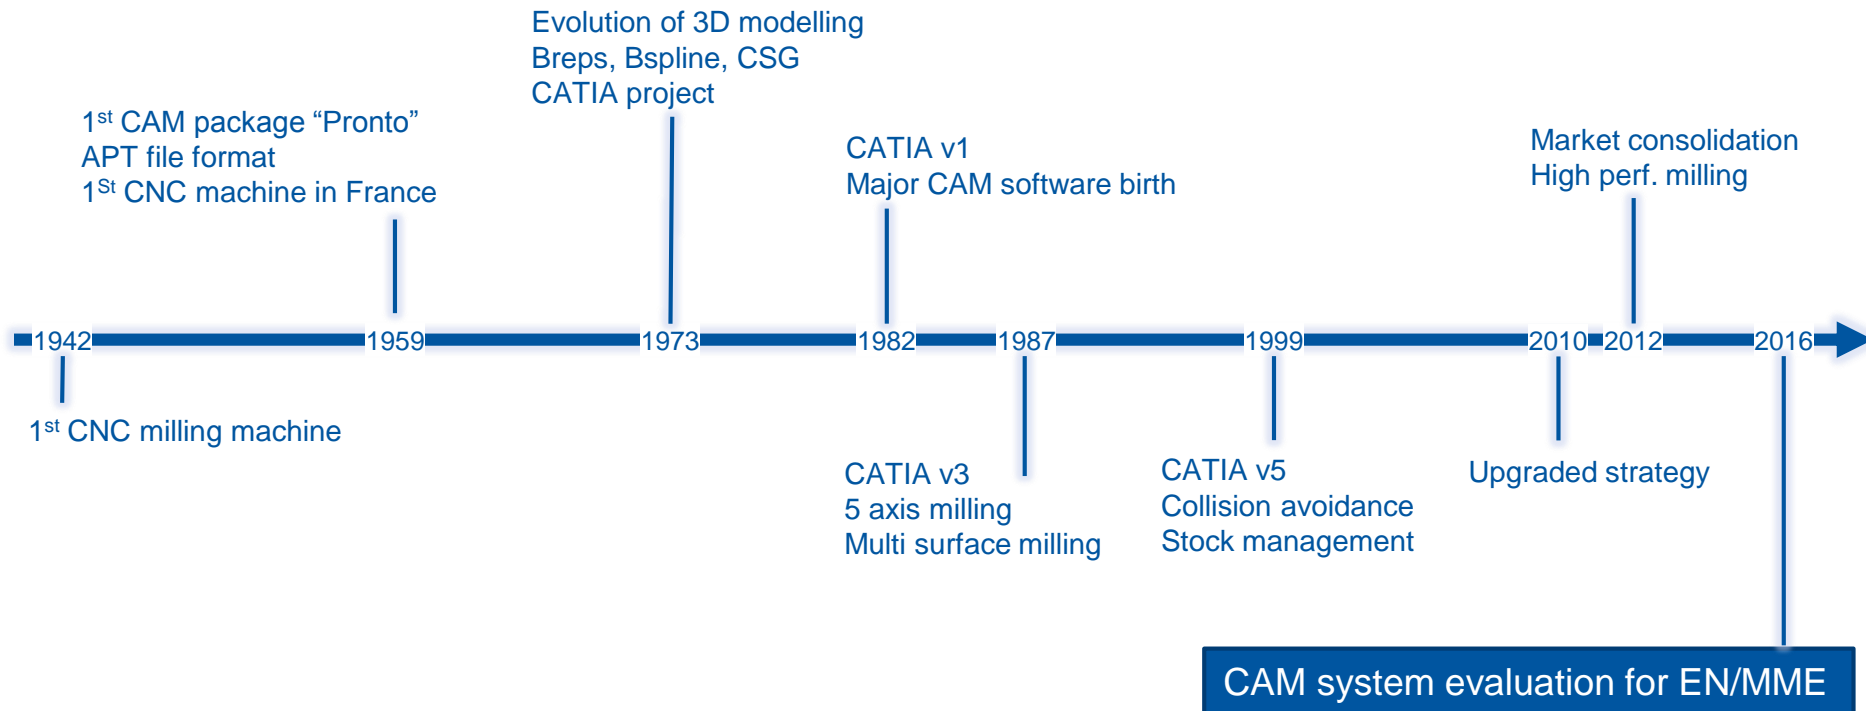 Evolution of 3D modelling
Breps, Bspline, CSG
CATIA project
1st CAM package “Pronto”
APT file format
1St CNC machine in France
CATIA v1
Major CAM software birth
Market consolidation
High perf. milling
1942
1959
1973
1982
1987
1999
2010
2012
2016
1st CNC milling machine
CATIA v3
5 axis milling
Multi surface milling
CATIA v5
Collision avoidance
Stock management
Upgraded strategy
CAM system evaluation for EN/MME